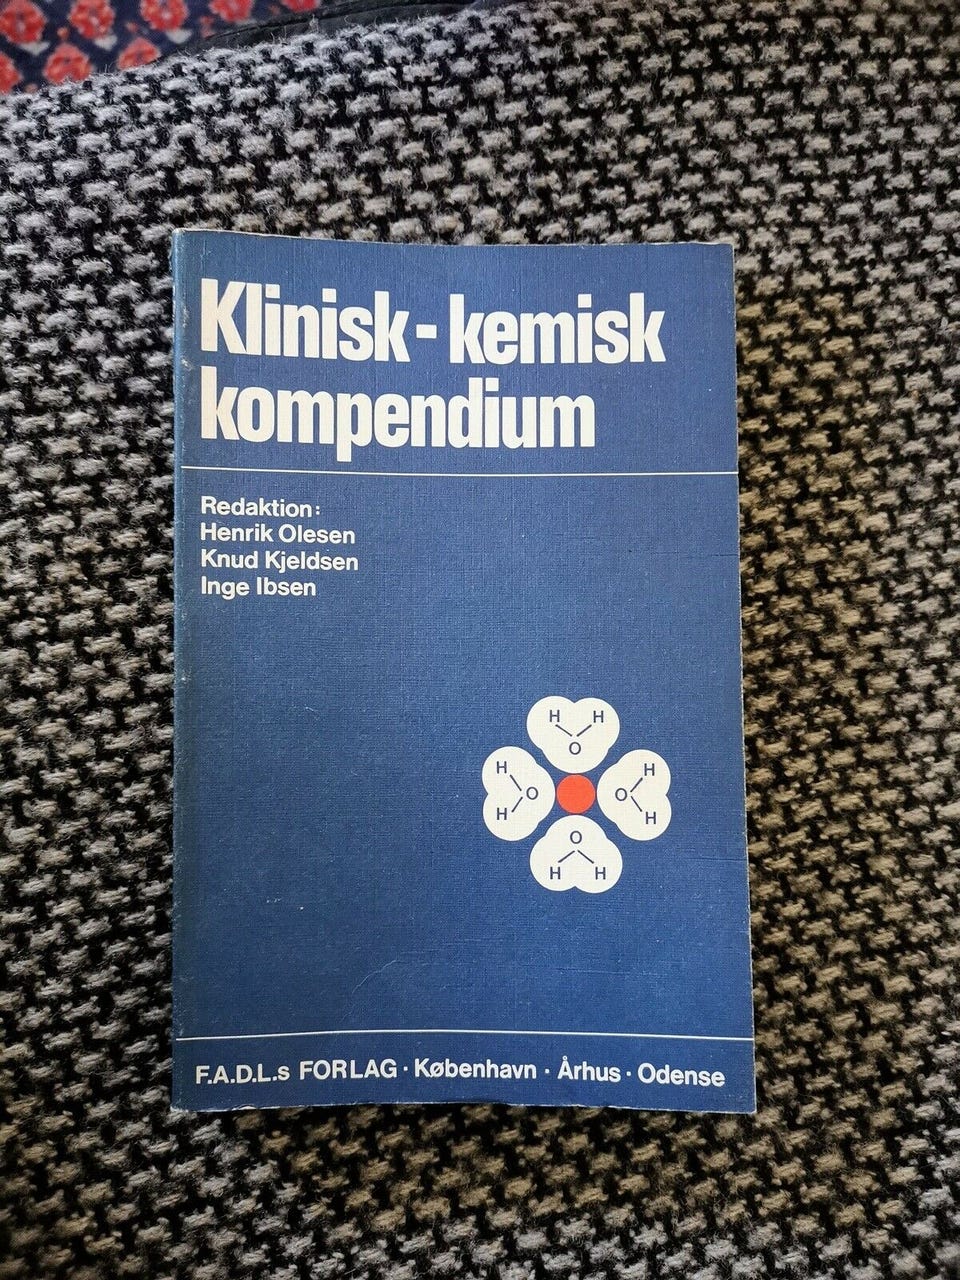 Klinisk-kemisk
kompendium
Redaktion:
Henrik Olesen
Knud Kjeldsen
Inge Ibsen
H H
O
H
O
H
H
O
H
O
H H
F.A.D.L.s FORLAG · København · Århus · Odense